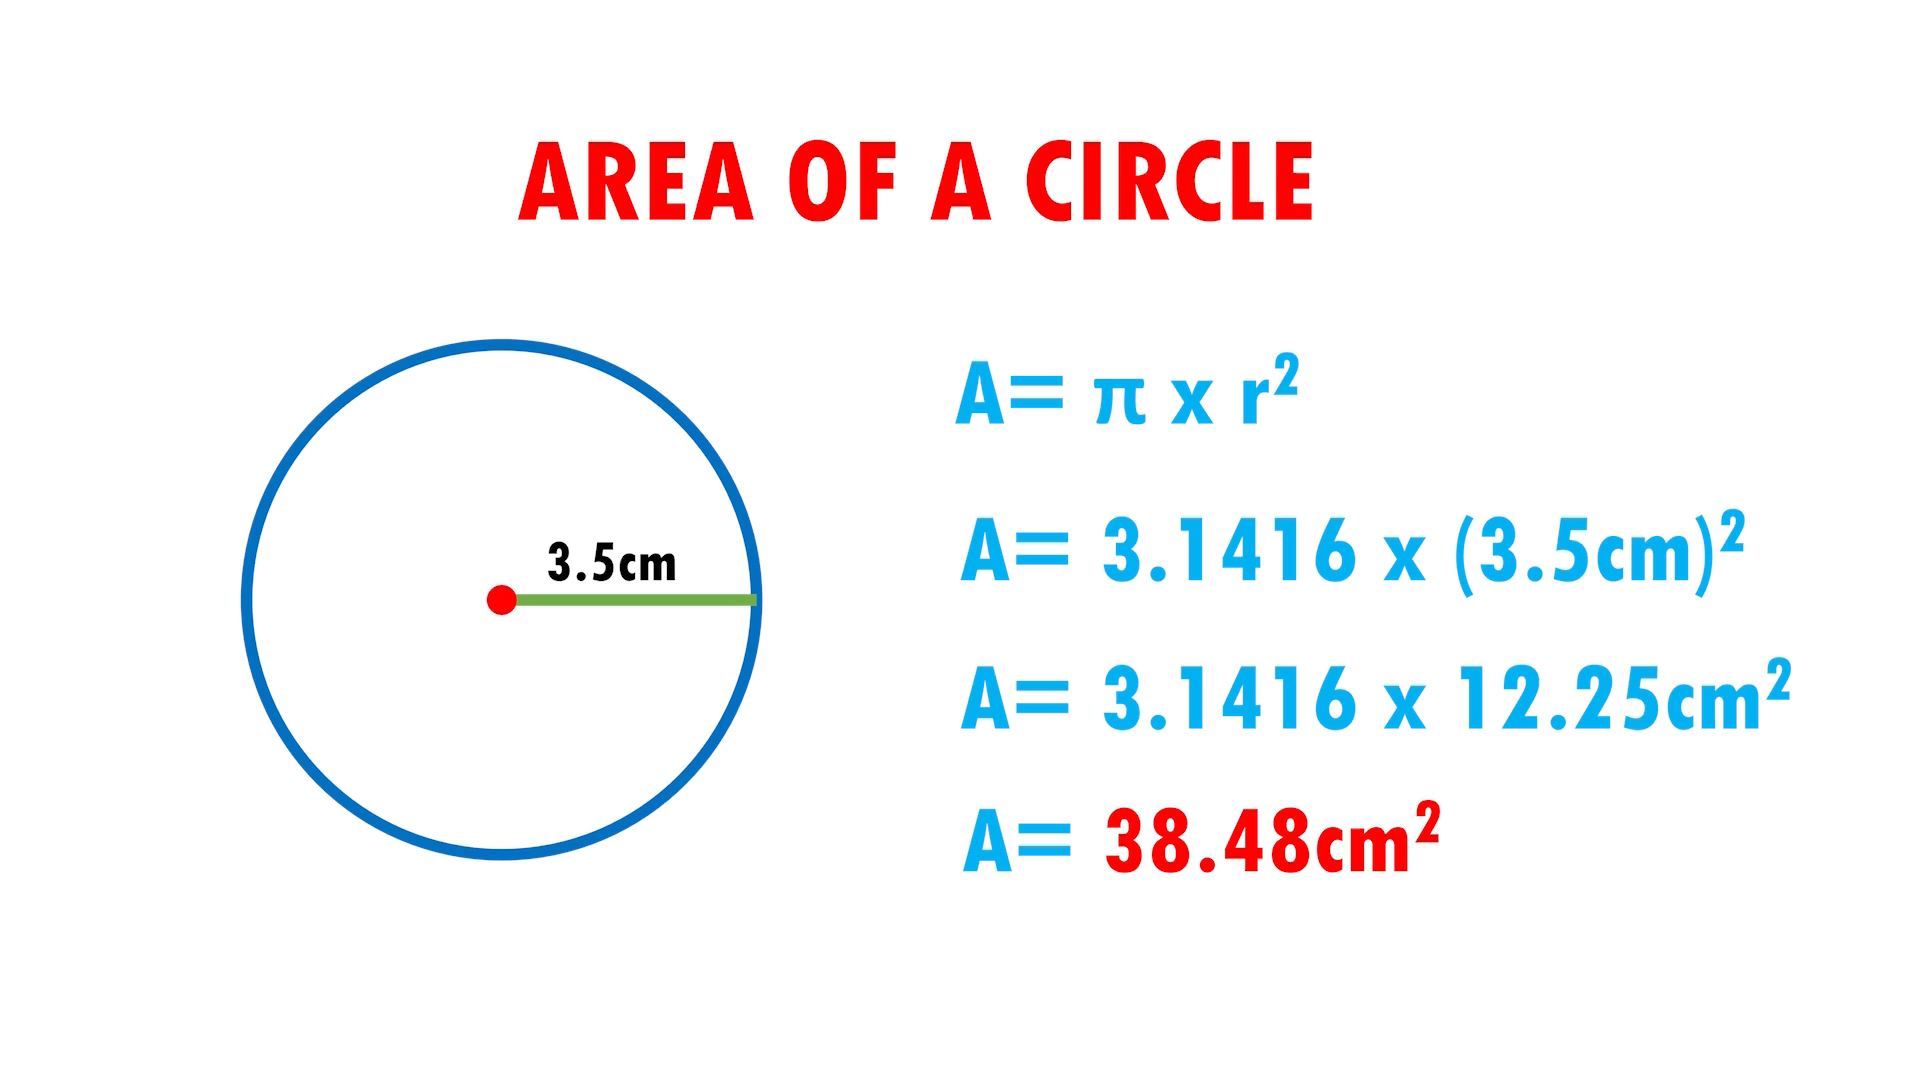 AREA OF A CIRCLE
3.5cm
A= π x r²
A= 3.1416 x (3.5cm)²
A= 3.1416 x 12.25cm²
A= 38.48cm²